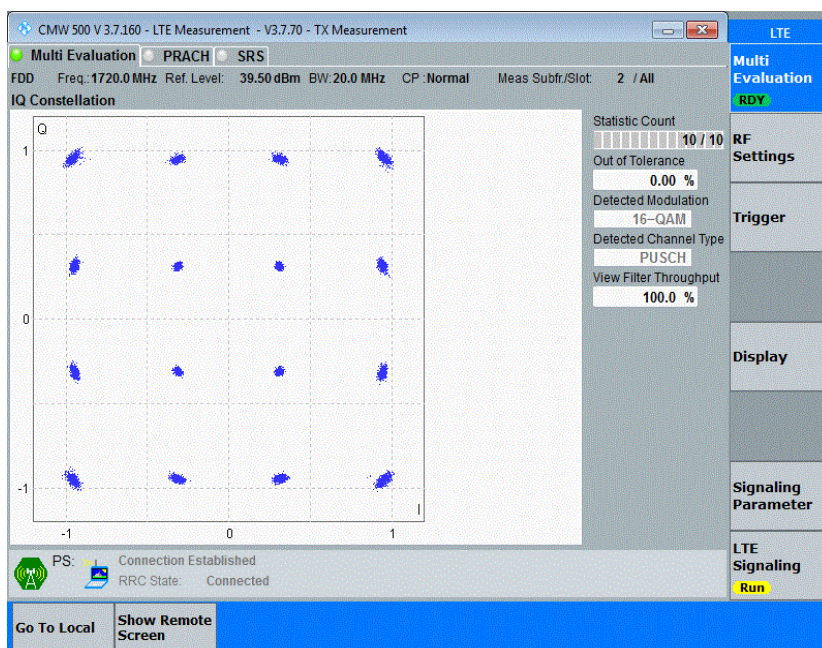 CMW 500 V 3.7.160 - LTE Measurement - V3.7.70 - TX Measurement
Multi Evaluation PRACH SRS
FDD Freq.:1720.0 MHz Ref. Level: 39.50 dBm BW:20.0 MHz CP :Normal Meas Subfr./Slot: 2 / All
IQ Constellation
Q
1
0
-1
I
-1 0 1
Statistic Count
10 / 10
Out of Tolerance
0.00 %
Detected Modulation
16-QAM
Detected Channel Type
PUSCH
View Filter Throughput
100.0 %
LTE
Multi
Evaluation
RDY
RF
Settings
Trigger
Display
Signaling
Parameter
LTE
Signaling
Run
PS: Connection Established
RRC State: Connected
Go To Local
Show Remote
Screen